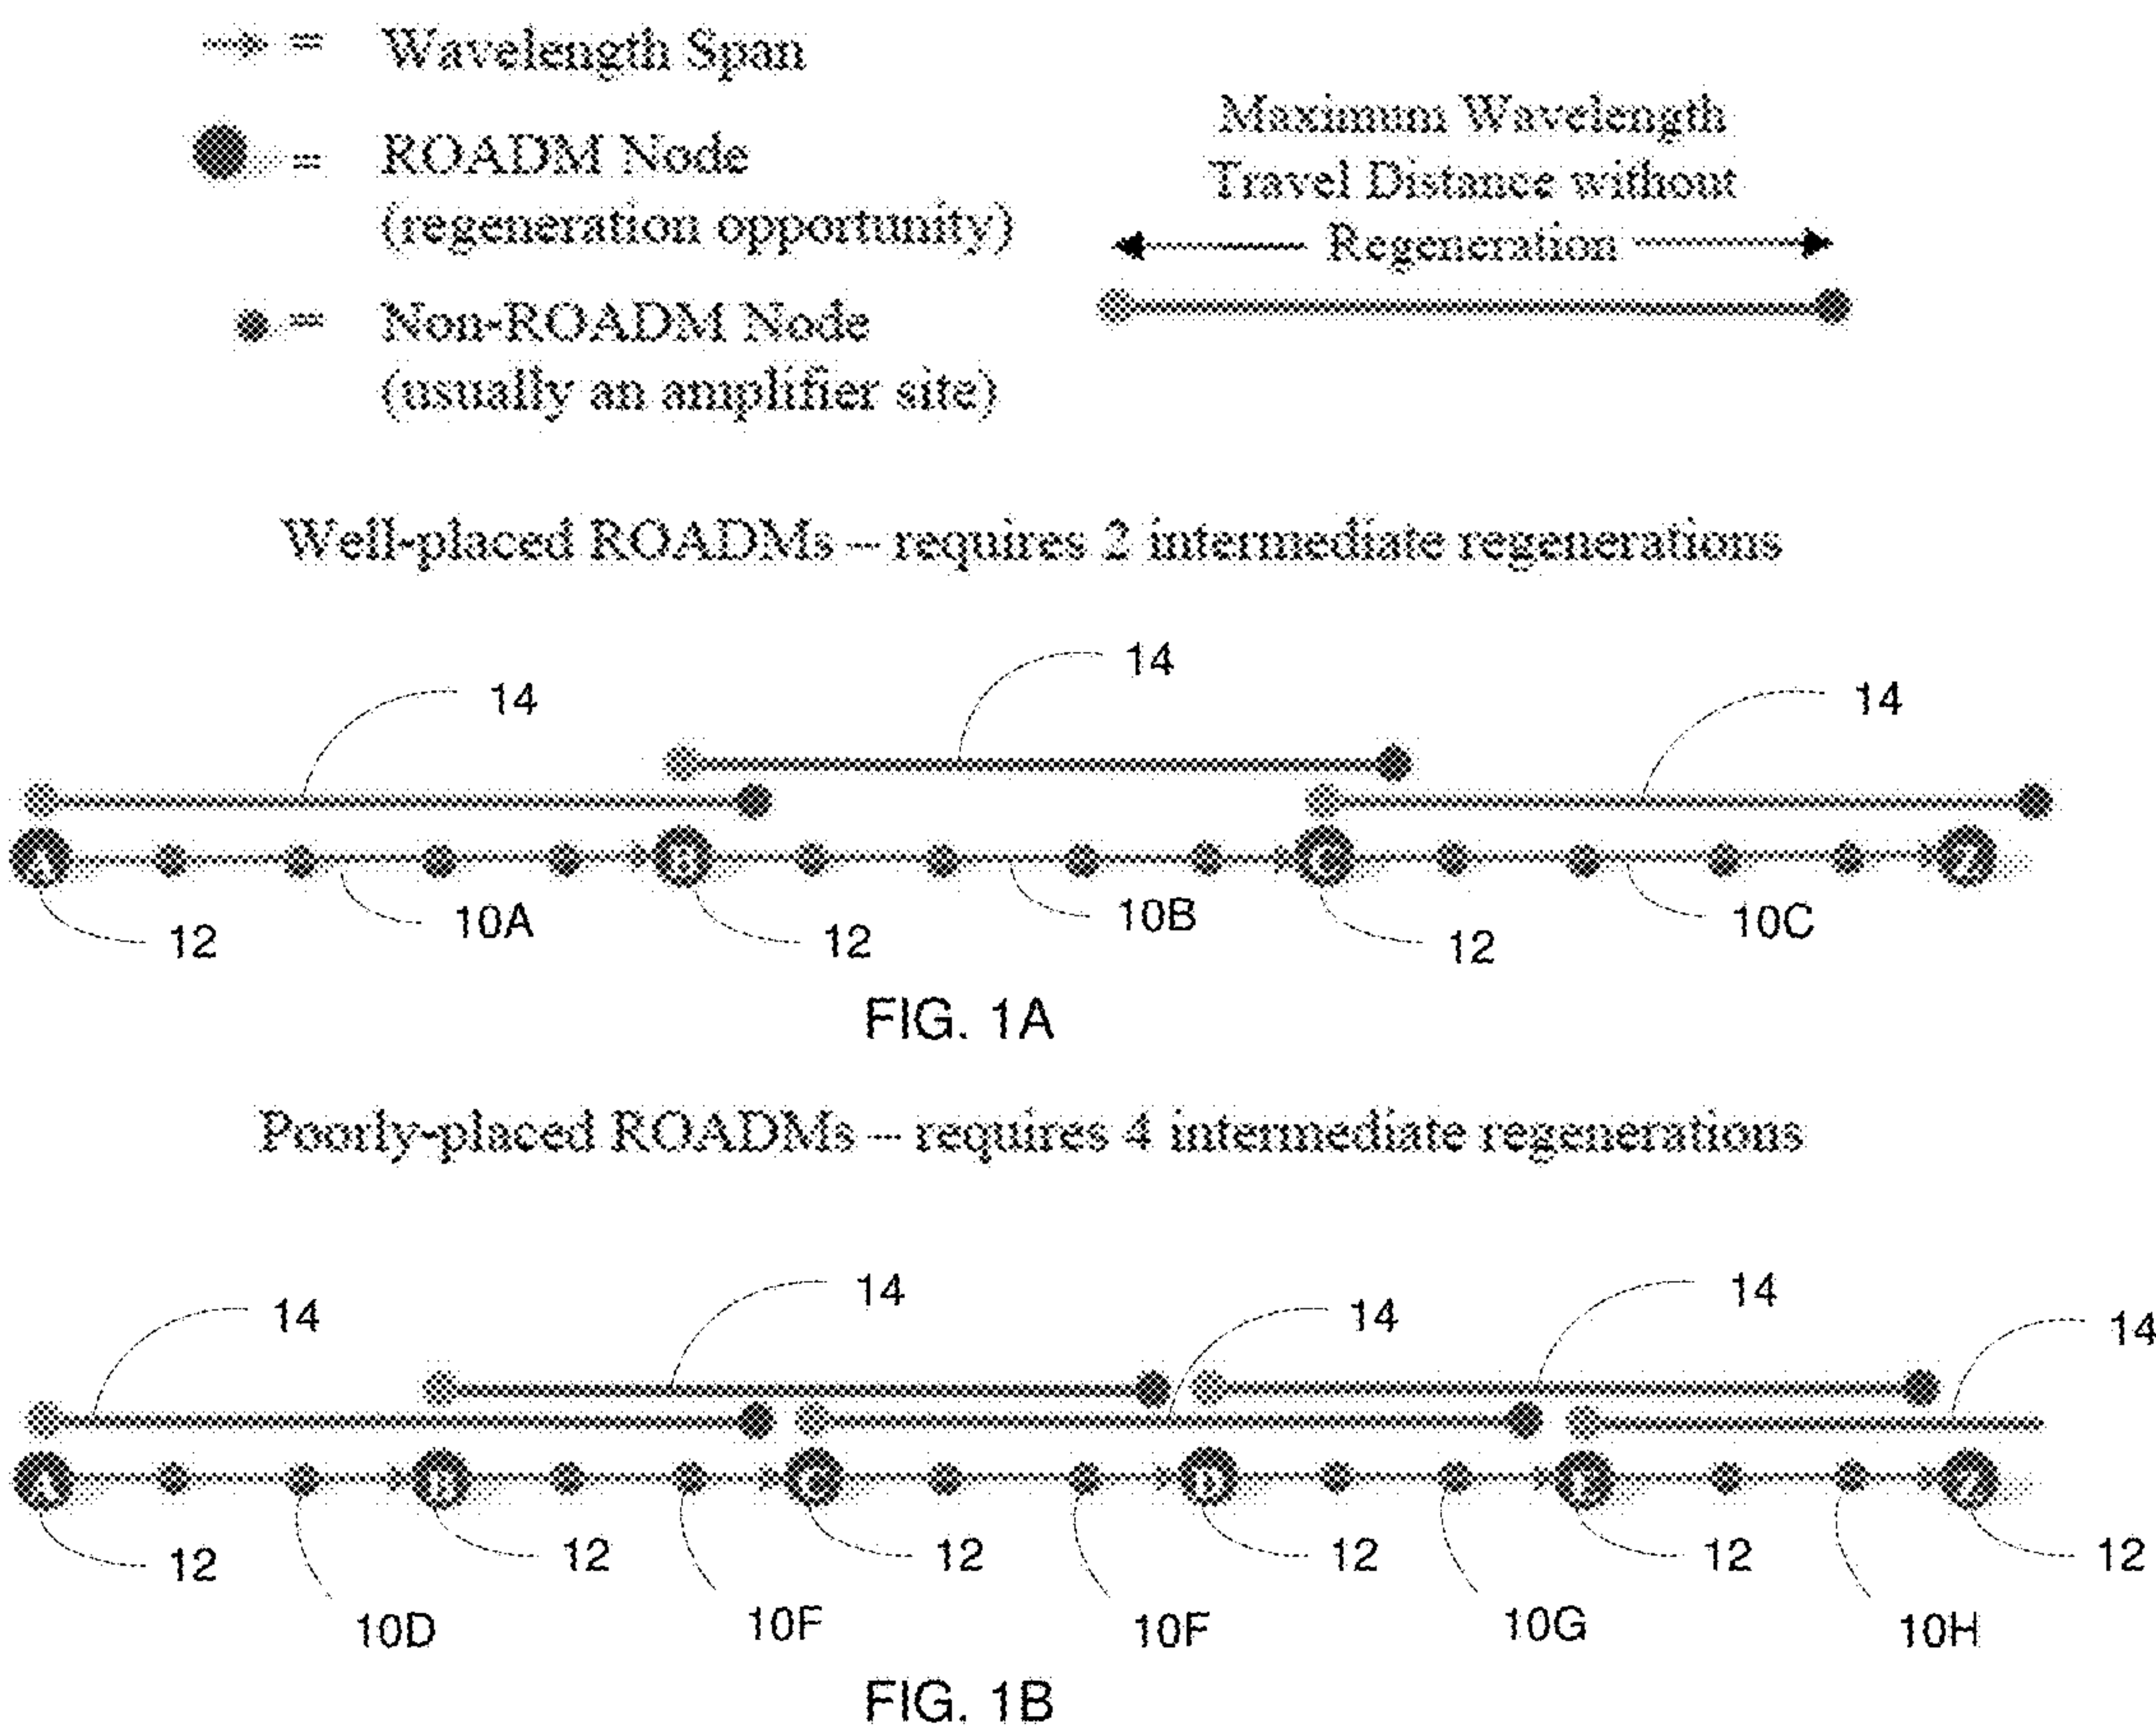 = Wavelength Span
= ROADM Node
(regeneration opportunity)
= Non-ROADM Node
(usually an amplifier site)
Maximum Wavelength
Travel Distance without
Regeneration
Well-placed ROADMs -- requires 2 intermediate regenerations
14
14
14
A
Z
10A
10B
10C
12
12
12
FIG. 1A
Poorly-placed ROADMs -- requires 4 intermediate regenerations
14
14
14
14
14
A
C
D
Z
12
12
12
12
12
12
10D
10F
10F
10G
10H
FIG. 1B